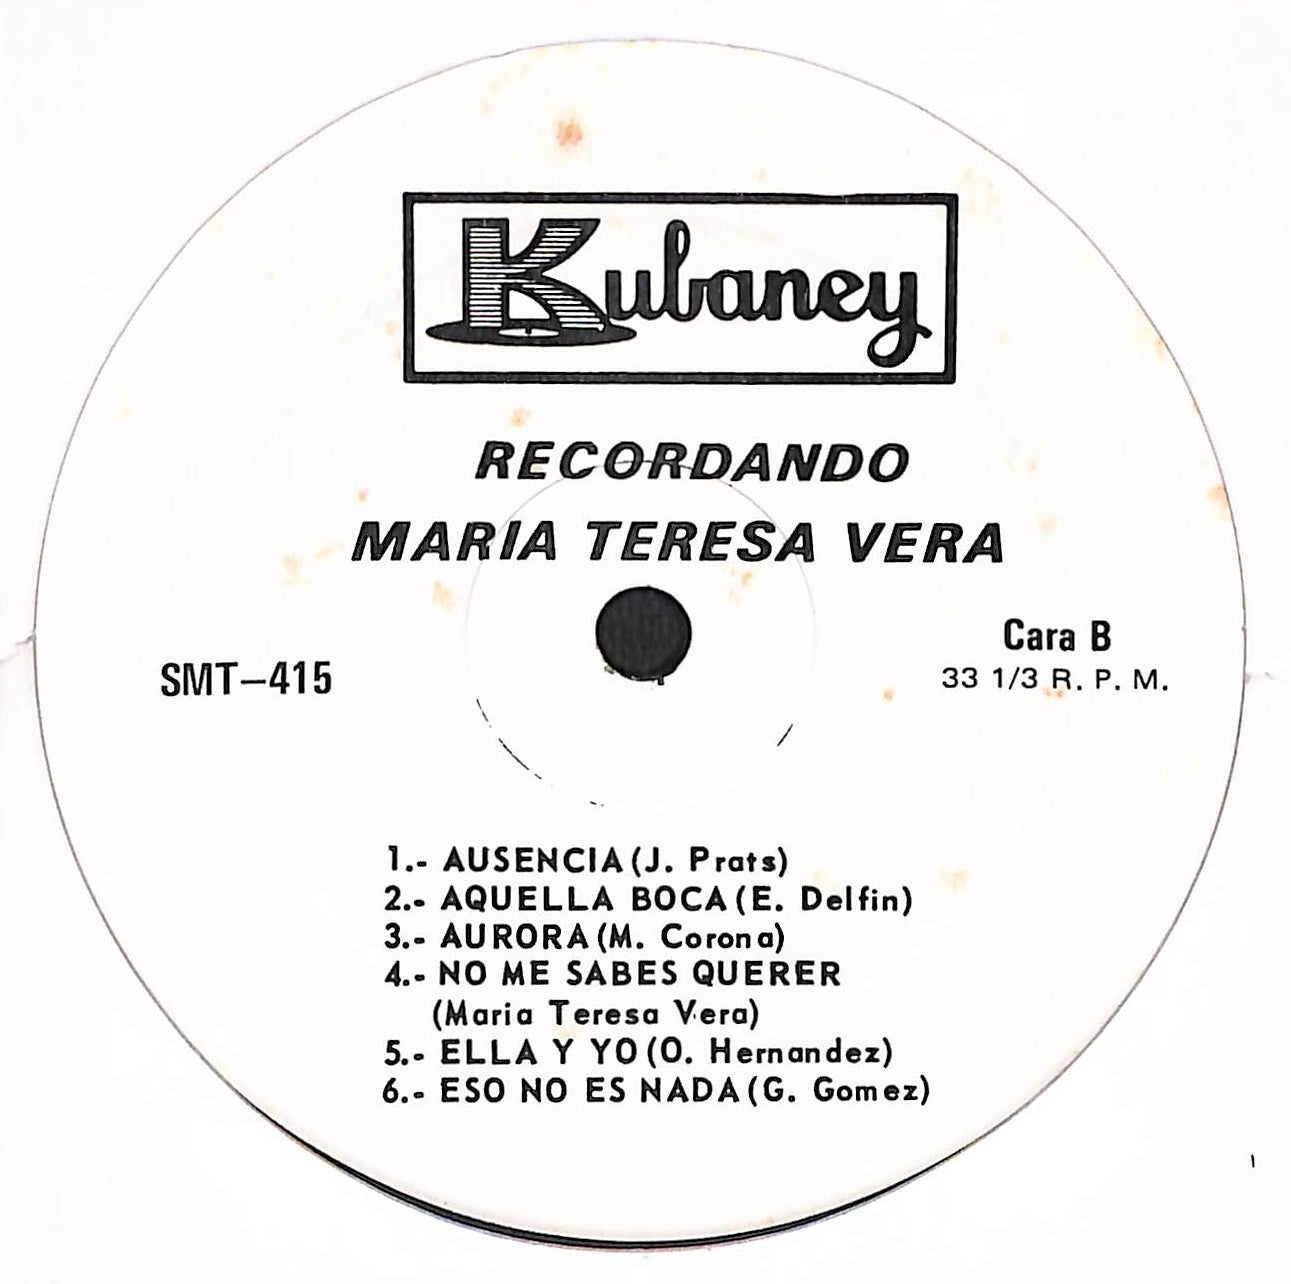 Kubaney
RECORDANDO
MARIA TERESA VERA
SMT-415
Cara B
33 1/3 R. P. M.
1.- AUSENCIA (J. Prats)
2.- AQUELLA BOCA (E. Delfin)
3.- AURORA (M. Corona)
4.- NO ME SABES QUERER
(Maria Teresa Vera)
5.- ELLA Y YO (O. Hernandez)
6.- ESO NO ES NADA (G. Gomez)